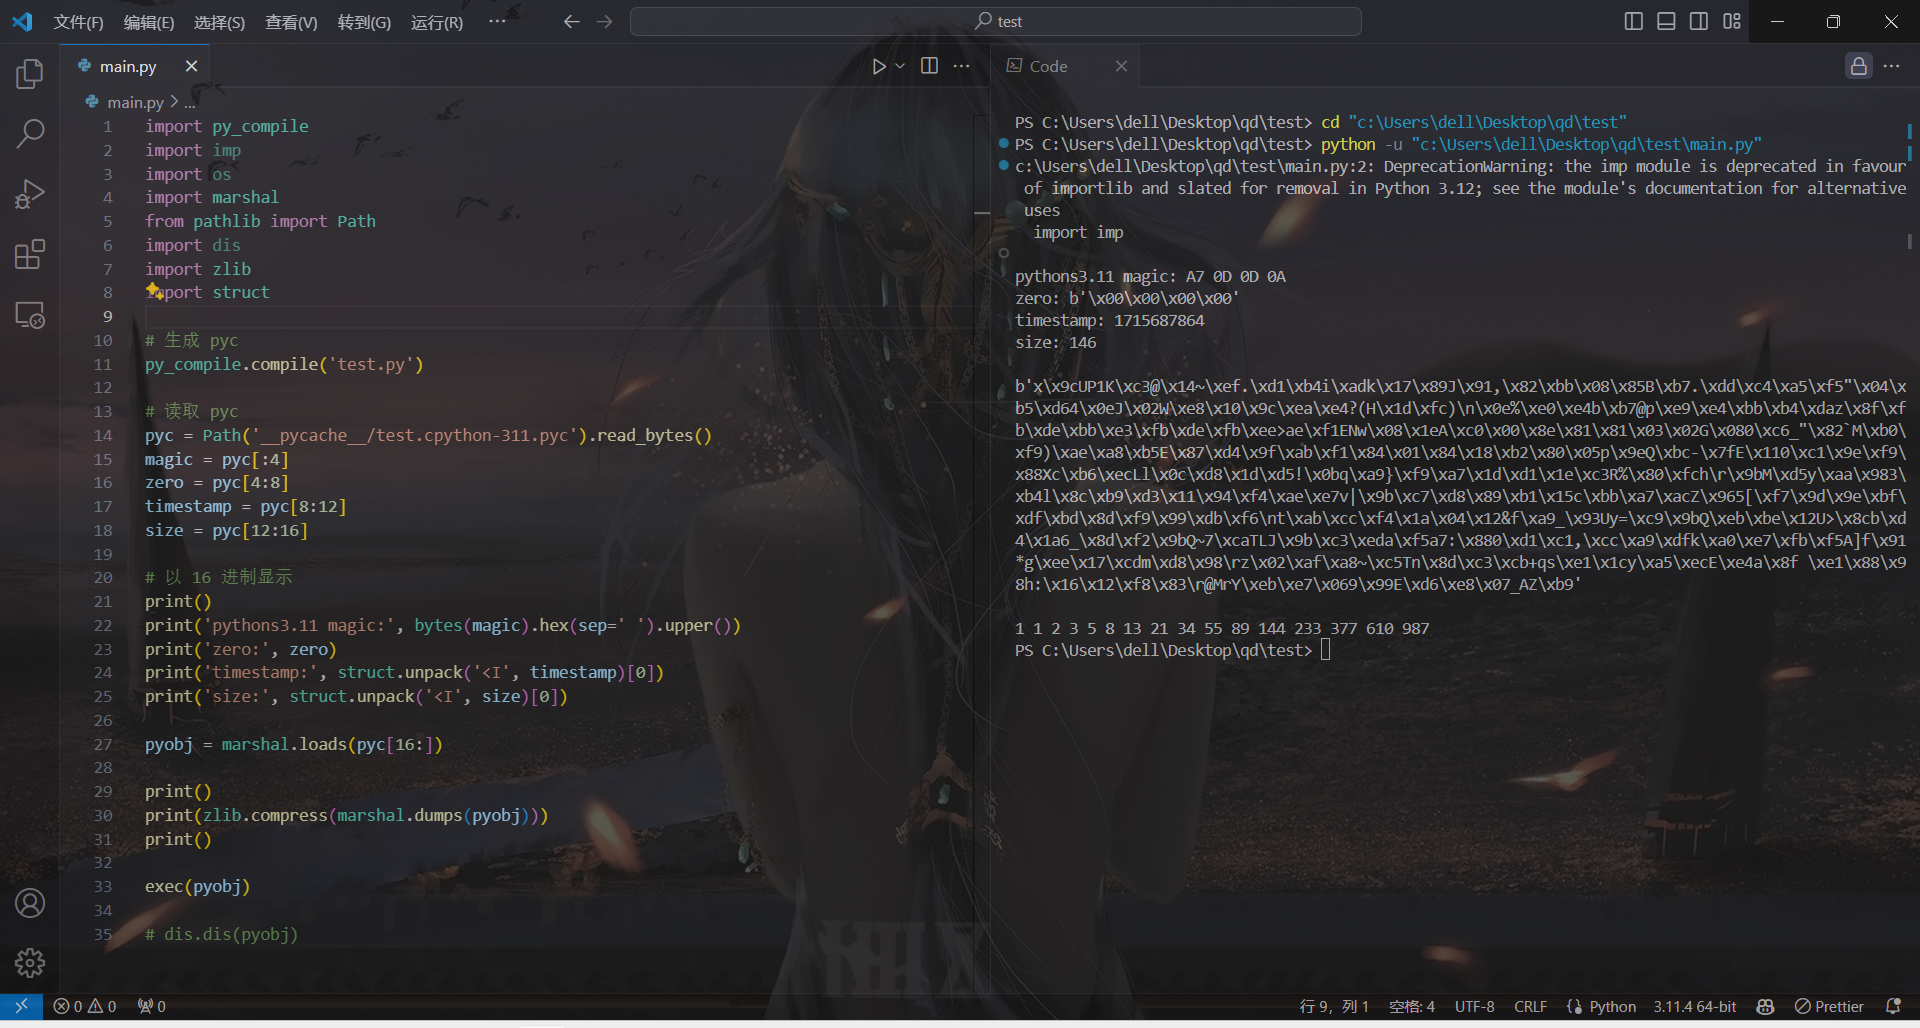 文件(F) 编辑(E) 选择(S) 查看(V) 转到(G) 运行(R) ··· test
main.py
main.py > ...
1 import py_compile
2 import imp
3 import os
4 import marshal
5 from pathlib import Path
6 import dis
7 import zlib
8 import struct
9
10 # 生成 pyc
11 py_compile.compile('test.py')
12
13 # 读取 pyc
14 pyc = Path('__pycache__/test.cpython-311.pyc').read_bytes()
15 magic = pyc[:4]
16 zero = pyc[4:8]
17 timestamp = pyc[8:12]
18 size = pyc[12:16]
19
20 # 以 16 进制显示
21 print()
22 print('pythons3.11 magic:', bytes(magic).hex(sep=' ').upper())
23 print('zero:', zero)
24 print('timestamp:', struct.unpack('<I', timestamp)[0])
25 print('size:', struct.unpack('<I', size)[0])
26
27 pyobj = marshal.loads(pyc[16:])
28
29 print()
30 print(zlib.compress(marshal.dumps(pyobj)))
31 print()
32
33 exec(pyobj)
34
35 # dis.dis(pyobj)
Code
PS C:\Users\dell\Desktop\qd\test> cd "c:\Users\dell\Desktop\qd\test"
PS C:\Users\dell\Desktop\qd\test> python -u "c:\Users\dell\Desktop\qd\test\main.py"
c:\Users\dell\Desktop\qd\test\main.py:2: DeprecationWarning: the imp module is deprecated in favour
of importlib and slated for removal in Python 3.12; see the module's documentation for alternative
uses
import imp
pythons3.11 magic: A7 0D 0D 0A
zero: b'\x00\x00\x00\x00'
timestamp: 1715687864
size: 146
b'x\x9cUP1K\xc3@\x14~\xef.\xd1\xb4i\xadk\x17\x89J\x91,\x82\xbb\x08\x85B\xb7.\xdd\xc4\xa5\xf5"\x04\x
b5\xd64\x0eJ\x02W\xe8\x10\x9c\xea\xe4?(H\x1d\xfc)\n\x0e%\xe0\xe4b\xb7@p\xe9\xe4\xbb\xb4\xdaz\x8f\xf
b\xde\xbb\xe3\xfb\xde\xfb\xee>ae\xf1ENw\x08\x1eA\xc0\x00\x8e\x81\x81\x03\x02G\x080\xc6_"\x82`M\xb0\
xf9)\xae\xa8\xb5E\x87\xd4\x9f\xab\xf1\x84\x01\x84\x18\xb2\x80\x05p\x9eQ\xbc-\x7fE\x110\xc1\x9e\xf9\
x88Xc\xb6\xecLl\x0c\xd8\x1d\xd5!\x0bq\xa9}\xf9\xa7\x1d\xd1\x1e\xc3R%\x80\xfch\r\x9bM\xd5y\xaa\x983\
xb4l\x8c\xb9\xd3\x11\x94\xf4\xae\xe7v|\x9b\xc7\xd8\x89\xb1\x15c\xbb\xa7\xacZ\x965[\xf7\x9d\x9e\xbf\
xdf\xbd\x8d\xf9\x99\xdb\xf6\nt\xab\xcc\xf4\x1a\x04\x12&f\xa9_\x93Uy=\xc9\x9bQ\xeb\xbe\x12U>\x8cb\xd
4\x1a6_\x8d\xf2\x9bQ~7\xcaTLJ\x9b\xc3\xeda\xf5a7:\x880\xd1\xc1,\xcc\xa9\xdfk\xa0\xe7\xfb\xf5A]f\x91
*g\xee\x17\xcdm\xd8\x98\rz\x02\xaf\xa8~\xc5Tn\x8d\xc3\xcb+qs\xe1\x1cy\xa5\xecE\xe4a\x8f \xe1\x88\x9
8h:\x16\x12\xf8\x83\r@MrY\xeb\xe7\x069\x99E\xd6\xe8\x07_AZ\xb9'
1 1 2 3 5 8 13 21 34 55 89 144 233 377 610 987
PS C:\Users\dell\Desktop\qd\test>
0 0 0 行 9，列 1 空格: 4 UTF-8 CRLF Python 3.11.4 64-bit Prettier